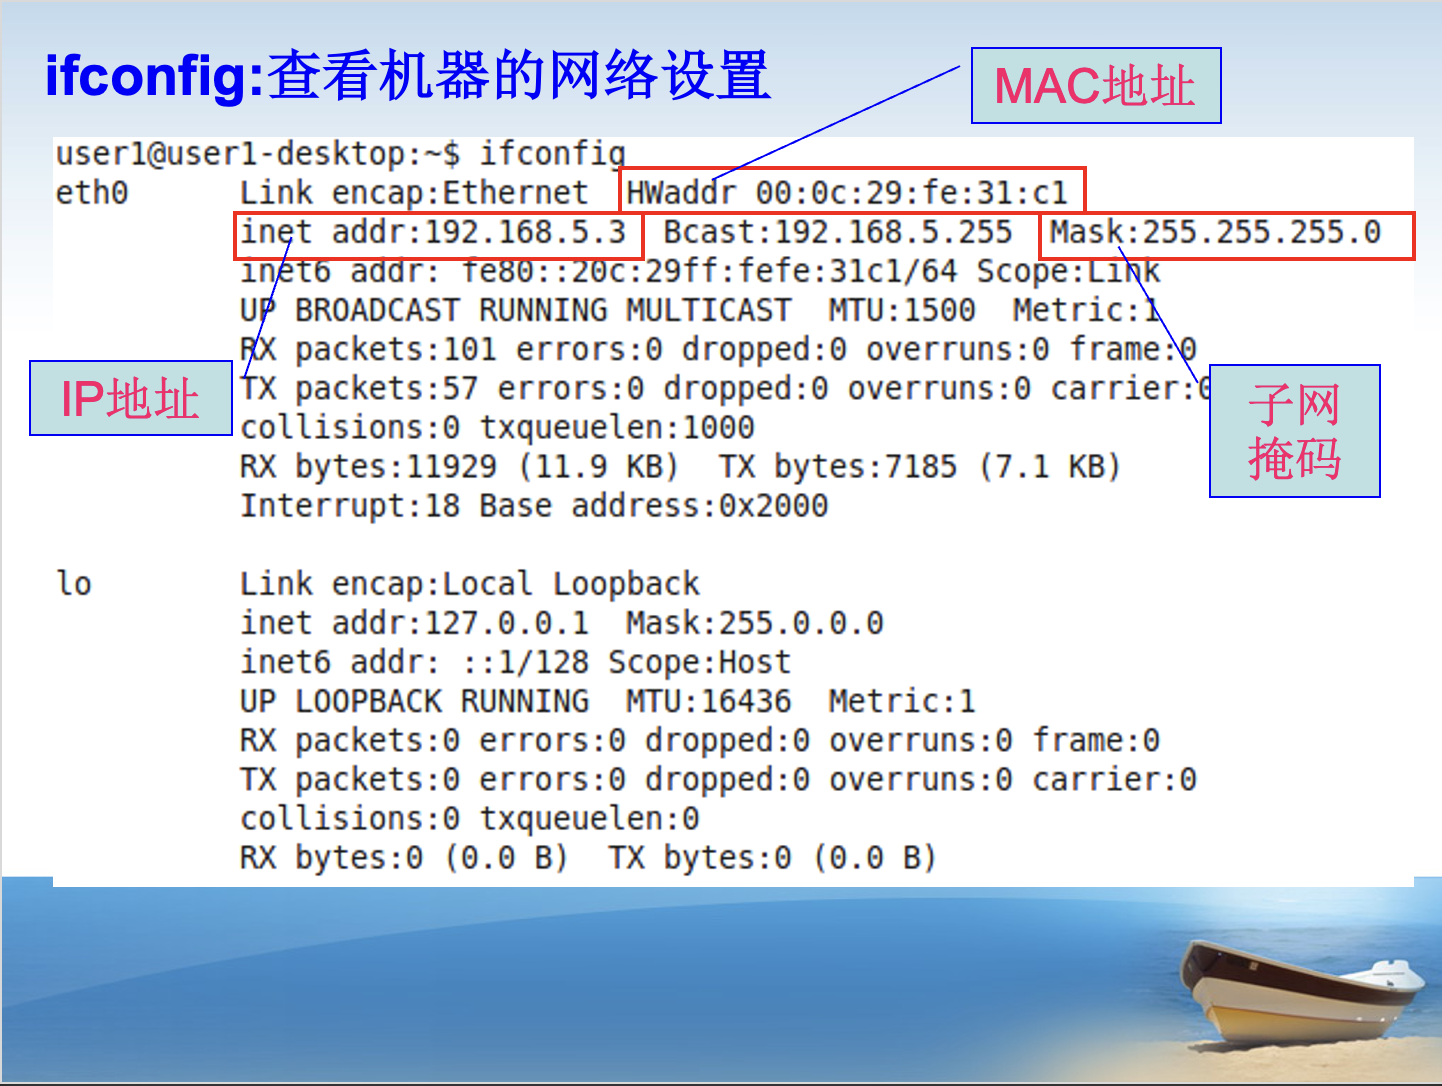 ifconfig:查看机器的网络设置
MAC地址
user1@user1-desktop:~$ ifconfig
eth0 Link encap:Ethernet HWaddr 00:0c:29:fe:31:c1
inet addr:192.168.5.3 Bcast:192.168.5.255 Mask:255.255.255.0
inet6 addr: fe80::20c:29ff:fefe:31c1/64 Scope:Link
UP BROADCAST RUNNING MULTICAST MTU:1500 Metric:1
RX packets:101 errors:0 dropped:0 overruns:0 frame:0
TX packets:57 errors:0 dropped:0 overruns:0 carrier:0
collisions:0 txqueuelen:1000
RX bytes:11929 (11.9 KB) TX bytes:7185 (7.1 KB)
Interrupt:18 Base address:0x2000
IP地址
子网
掩码
lo Link encap:Local Loopback
inet addr:127.0.0.1 Mask:255.0.0.0
inet6 addr: ::1/128 Scope:Host
UP LOOPBACK RUNNING MTU:16436 Metric:1
RX packets:0 errors:0 dropped:0 overruns:0 frame:0
TX packets:0 errors:0 dropped:0 overruns:0 carrier:0
collisions:0 txqueuelen:0
RX bytes:0 (0.0 B) TX bytes:0 (0.0 B)